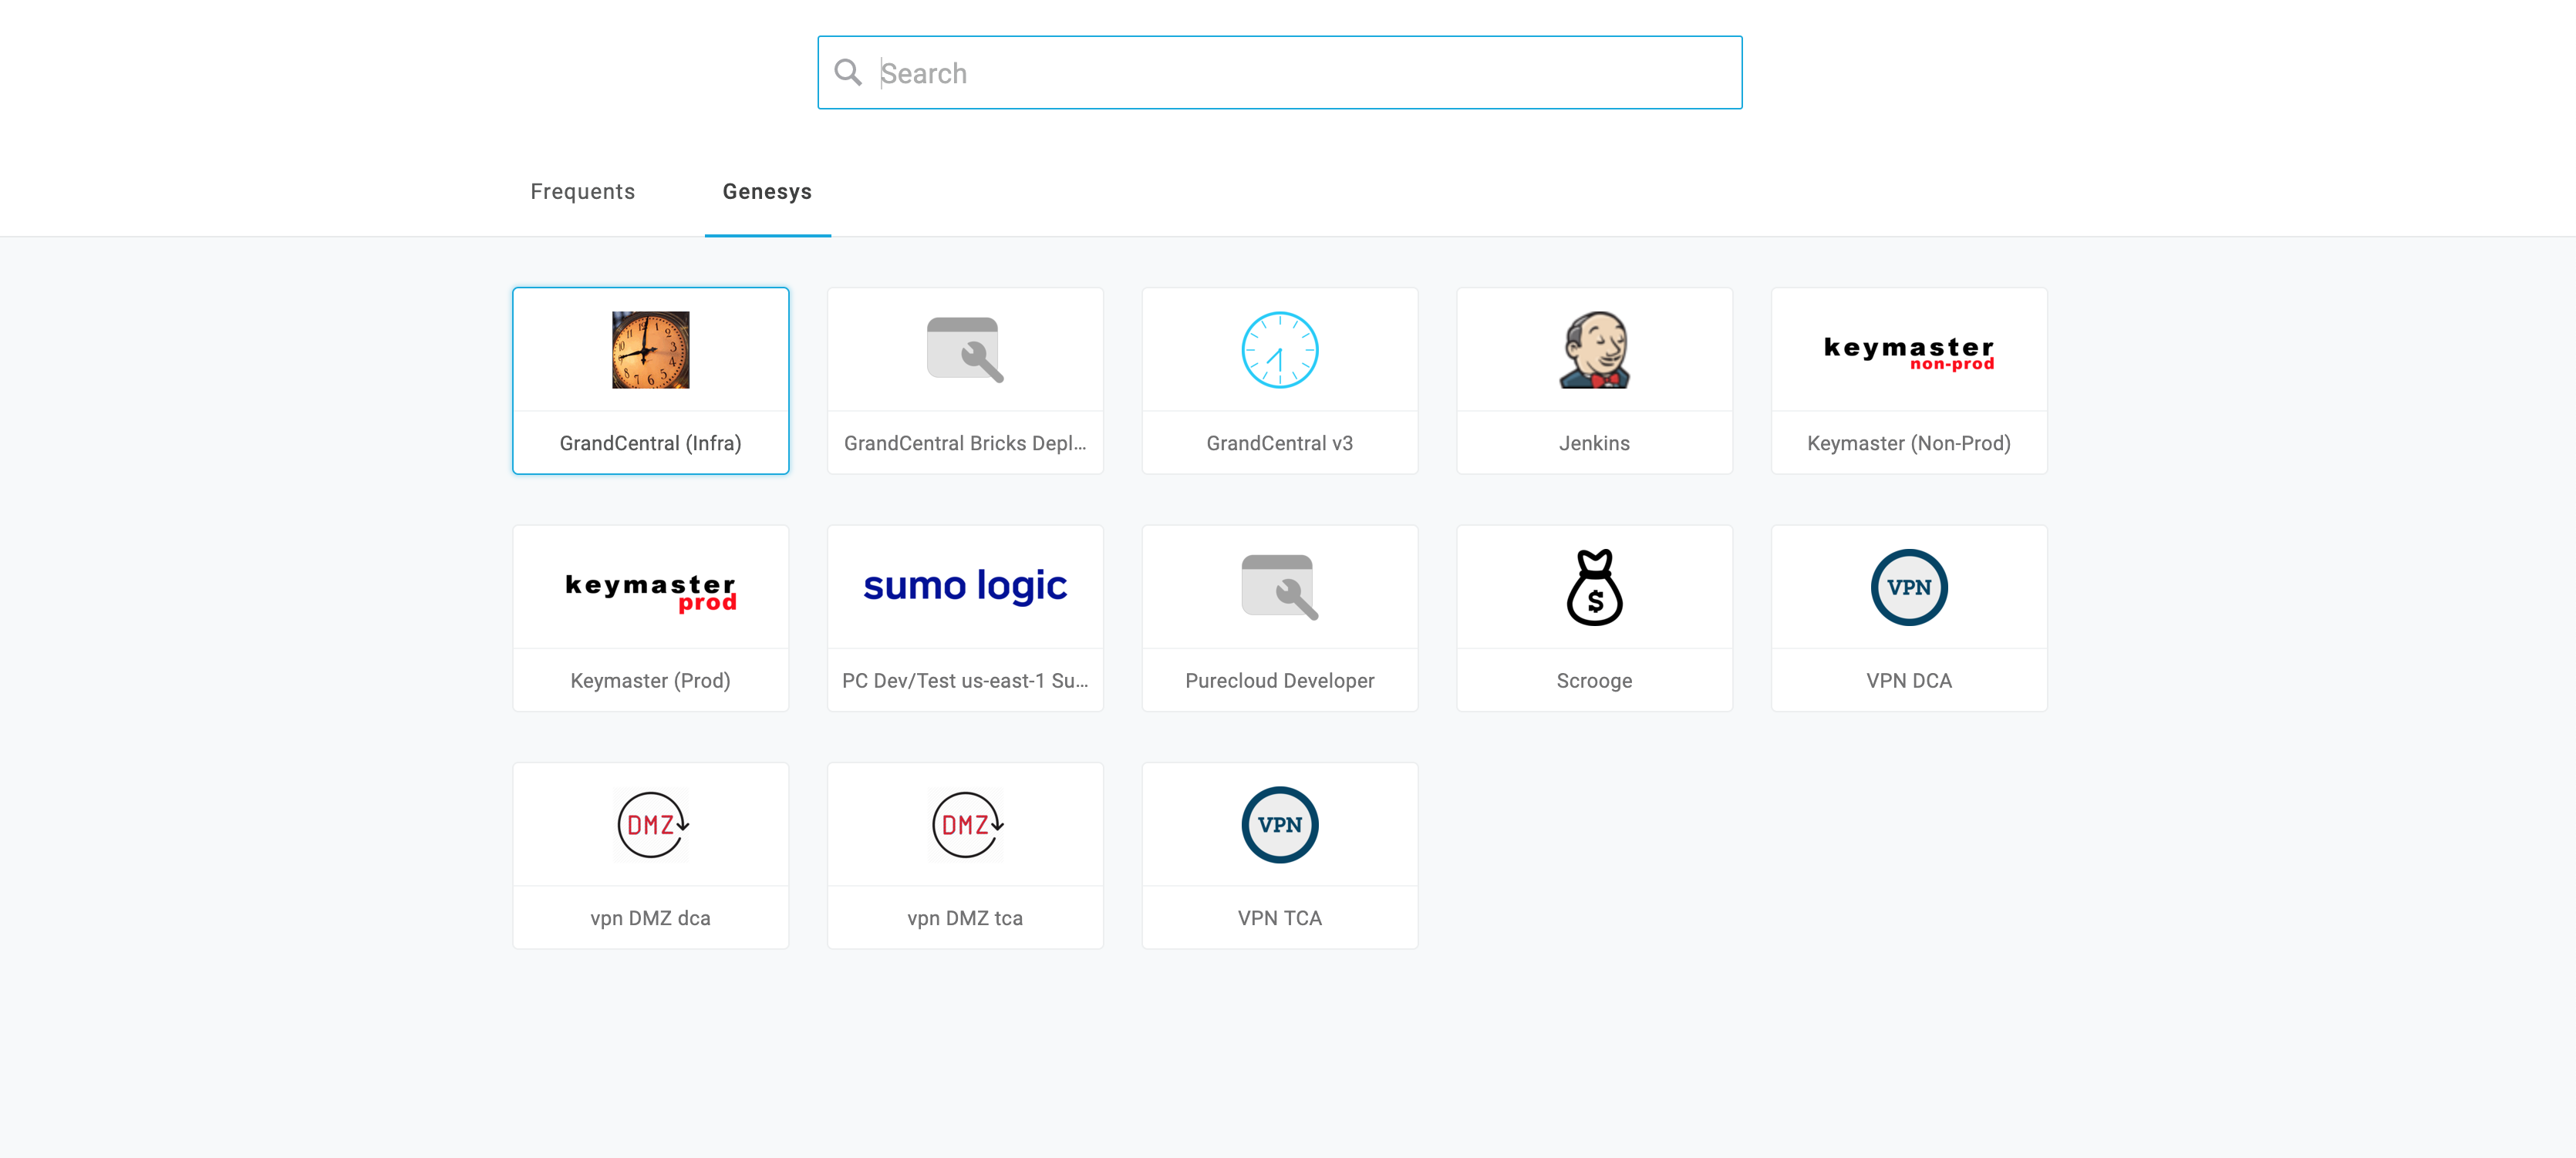 Search
Frequents
Genesys
GrandCentral (Infra)
GrandCentral Bricks Depl...
GrandCentral v3
Jenkins
keymaster
non-prod
Keymaster (Non-Prod)
keymaster
prod
Keymaster (Prod)
sumo logic
PC Dev/Test us-east-1 Su...
Purecloud Developer
$
Scrooge
VPN
VPN DCA
DMZ
vpn DMZ dca
DMZ
vpn DMZ tca
VPN
VPN TCA